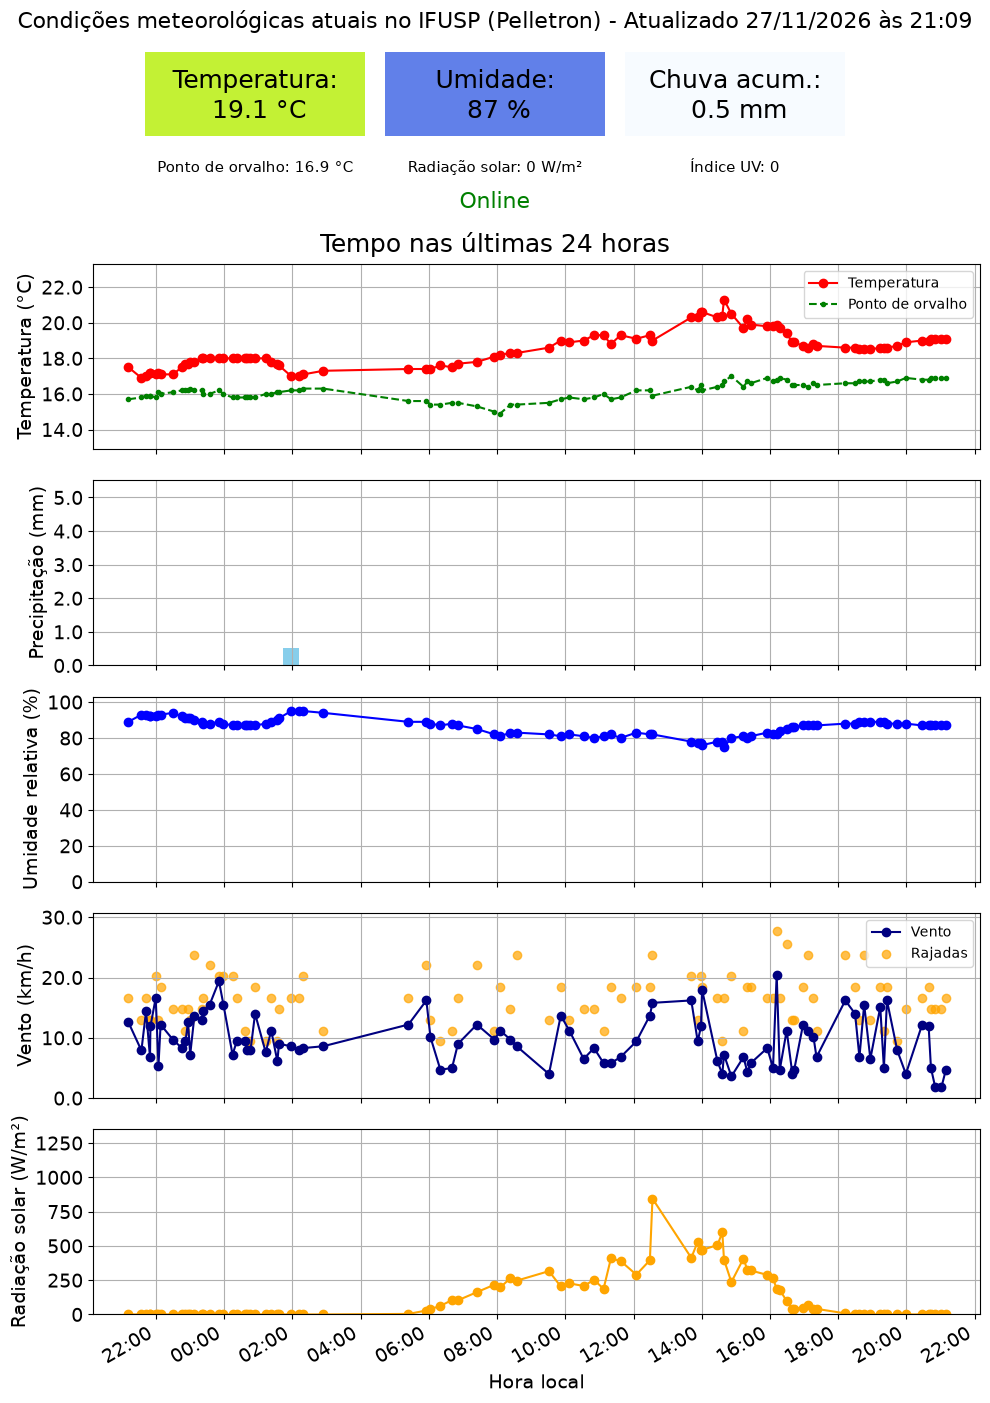 Condições meteorológicas atuais no IFUSP (Pelletron) - Atualizado 27/11/2026 às 21:09
Temperatura:
19.1 °C
Umidade:
87 %
Chuva acum.:
0.5 mm
Ponto de orvalho: 16.9 °C
Radiação solar: 0 W/m²
Índice UV: 0
Online
Tempo nas últimas 24 horas
Temperatura (°C)
22.0
20.0
18.0
16.0
14.0
Temperatura
Ponto de orvalho
Precipitação (mm)
5.0
4.0
3.0
2.0
1.0
0.0
Umidade relativa (%)
100
80
60
40
20
0
Vento (km/h)
30.0
20.0
10.0
0.0
Vento
Rajadas
Radiação solar (W/m²)
1250
1000
750
500
250
0
22:00
00:00
02:00
04:00
06:00
08:00
10:00
12:00
14:00
16:00
18:00
20:00
22:00
Hora local